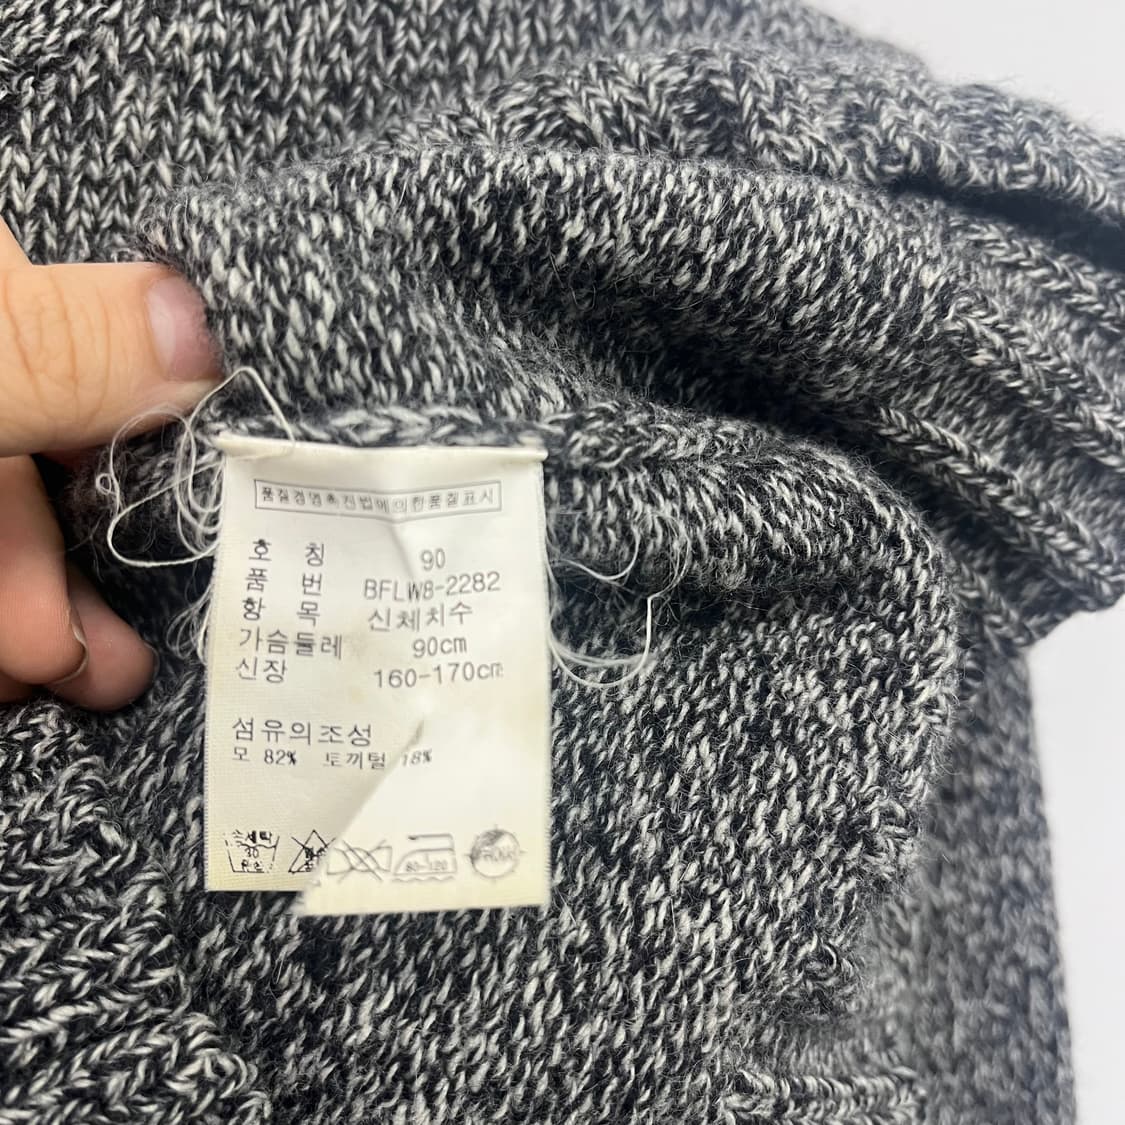 품질경영촉진법에의한품질표시
호 칭 90
품 번 BFLW8-2282
항 목 신체치수
가슴둘레 90cm
신장 160-170cm
섬유의조성
모 82% 토끼털 18%
80-120